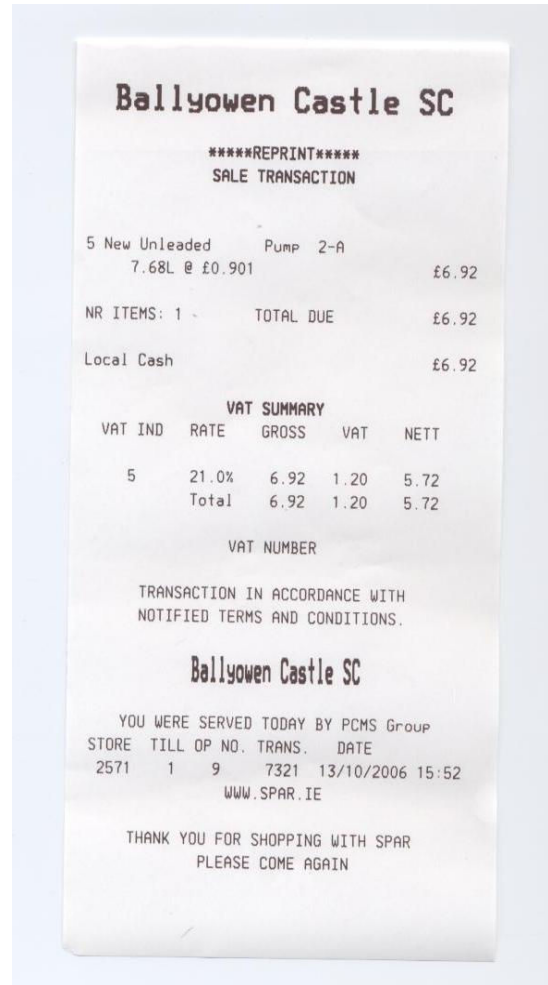 Ballyowen Castle SC
*****REPRINT*****
SALE TRANSACTION
5 New Unleaded Pump 2-A
7.68L @ £0.901 £6.92
NR ITEMS: 1 TOTAL DUE £6.92
Local Cash £6.92
VAT SUMMARY
VAT IND RATE GROSS VAT NETT
5 21.0% 6.92 1.20 5.72
Total 6.92 1.20 5.72
VAT NUMBER
TRANSACTION IN ACCORDANCE WITH
NOTIFIED TERMS AND CONDITIONS.
Ballyowen Castle SC
YOU WERE SERVED TODAY BY PCMS Group
STORE TILL OP NO. TRANS. DATE
2571 1 9 7321 13/10/2006 15:52
WWW.SPAR.IE
THANK YOU FOR SHOPPING WITH SPAR
PLEASE COME AGAIN